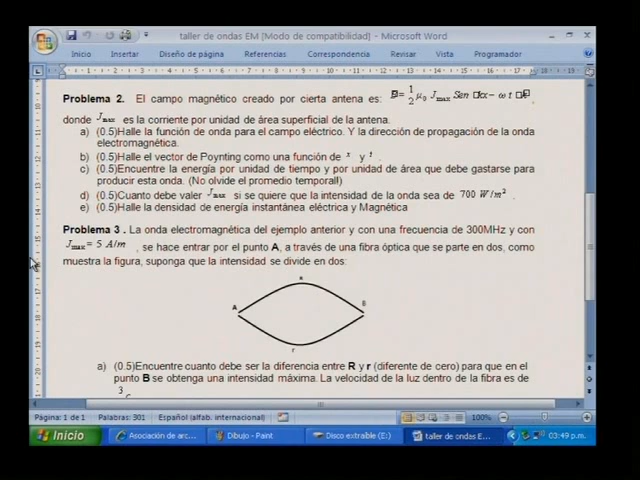 taller de ondas EM (Modo de compatibilidad) - Microsoft Word
Inicio Insertar Diseño de página Referencias Correspondencia Revisar Vista Programador
Problema 2. El campo magnético creado por cierta antena es:
donde J max es la corriente por unidad de área superficial de la antena.
a) (0.5)Halle la función de onda para el campo eléctrico. Y la dirección de propagación de la onda
electromagnética.
b) (0.5)Halle el vector de Poynting como una función de x y t .
c) (0.5)Encuentre la energía por unidad de tiempo y por unidad de area que debe gastarse para
producir esta onda. (No olvide el promedio temporal!)
d) (0.5)Cuanto debe valer J max si se quiere que la intensidad de la onda sea de 700 W/m²
e) (0.5)Halle la densidad de energía instantánea eléctrica y Magnética
Problema 3 . La onda electromagnética del ejemplo anterior y con una frecuencia de 300MHz y con
J max = 5 A/m , se hace entrar por el punto A, a través de una fibra óptica que se parte en dos, como
muestra la figura, suponga que la intensidad se divide en dos:
A B
r
a) (0.5)Encuentre cuanto debe ser la diferencia entre R y r (diferente de cero) para que en el
punto B se obtenga una intensidad máxima. La velocidad de la luz dentro de la fibra es de
3
Página: 1 de 1 Palabras: 301 Español (alfab. internacional) 100%
Inicio Asociación de arc... Dibujo - Paint Disco extraíble (E:) taller de ondas E... 03:49 p.m.